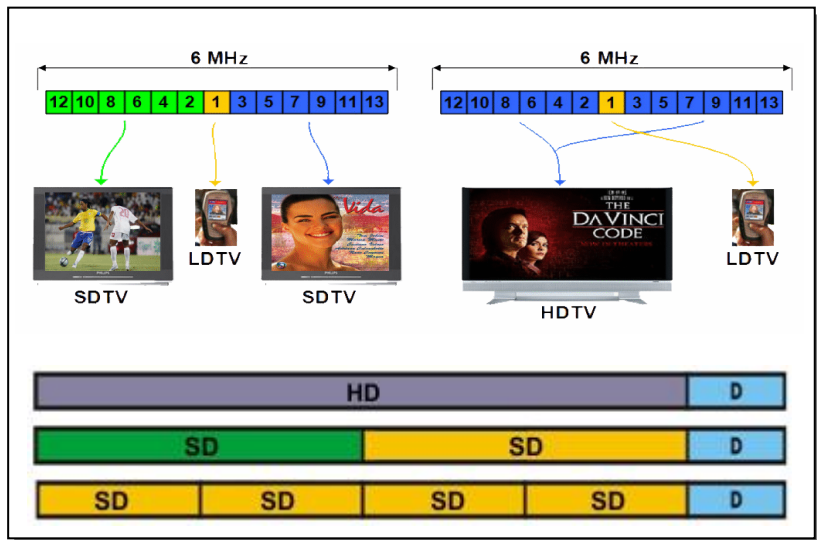 6 MHz
6 MHz
12 10 8 6 4 2 1 3 5 7 9 11 13
12 10 8 6 4 2 1 3 5 7 9 11 13
Vida
THE
DA VINCI
CODE
LDTV
LDTV
SDTV
SDTV
HDTV
HD D
SD SD D
SD SD SD SD D